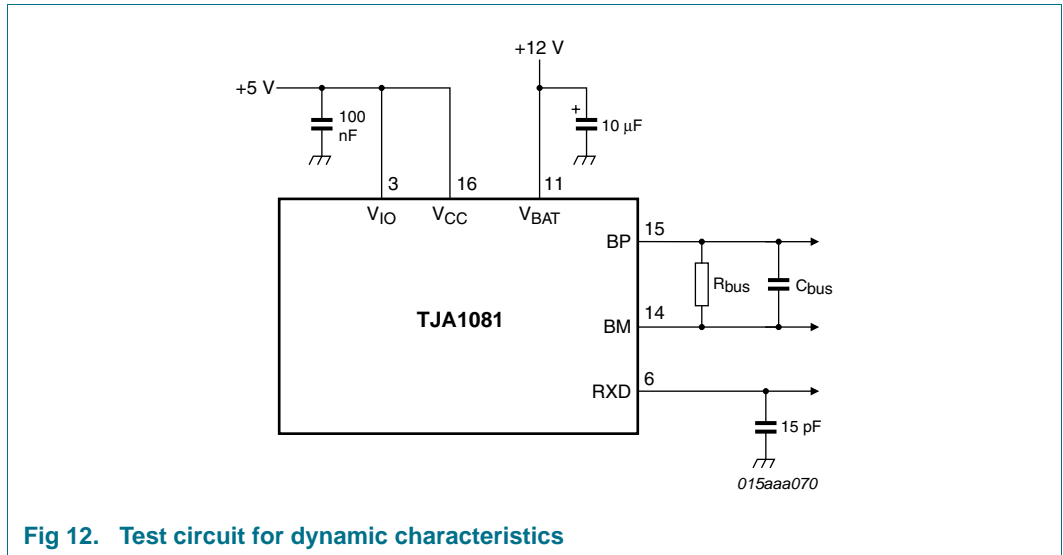 +12 V
+5 V
100
nF
+
10 μF
3
16
11
VIO
VCC
VBAT
BP
15
Rbus
Cbus
TJA1081
BM
14
RXD
6
15 pF
015aaa070
Fig 12. Test circuit for dynamic characteristics